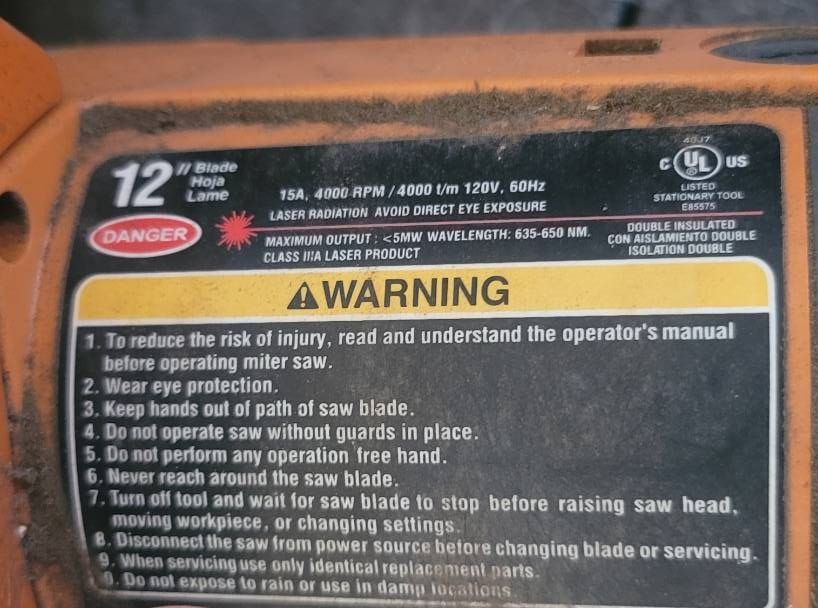 12" Blade
Hoja
Lame
15A, 4000 RPM / 4000 t/m 120V, 60Hz
LASER RADIATION AVOID DIRECT EYE EXPOSURE
DANGER
MAXIMUM OUTPUT : <5MW WAVELENGTH: 635-650 NM.
CLASS IIIA LASER PRODUCT
40J7
C UL US
LISTED
STATIONARY TOOL
E85575
DOUBLE INSULATED
CON AISLAMIENTO DOUBLE
ISOLATION DOUBLE
WARNING
1. To reduce the risk of injury, read and understand the operator's manual
before operating miter saw.
2. Wear eye protection.
3. Keep hands out of path of saw blade.
4. Do not operate saw without guards in place.
5. Do not perform any operation free hand.
6. Never reach around the saw blade.
7. Turn off tool and wait for saw blade to stop before raising saw head,
moving workpiece, or changing settings.
8. Disconnect the saw from power source before changing blade or servicing.
9. When servicing use only identical replacement parts.
0. Do not expose to rain or use in damp locations.